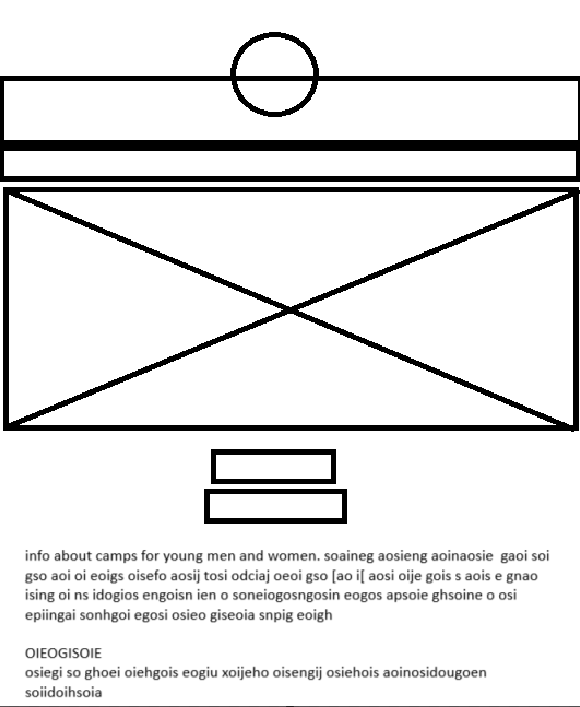 info about camps for young men and women. soaineg aosieng aoinaosie gaoi soi
gso aoi oi eoigs oisefo aosij tosi odciaj oeoi gso [ao i[ aosi oije gois s aois e gnao
ising oi ns idogios engoisn ien o soneiogosngosin eogos apsoie ghsoine o osi
epiingai sonhgoi egosi osieo giseoia snpig eoigh
OIEOGISOIE
osiegi so ghoei oiehgois eogiu xoijeho oisengij osiehois aoinosidougoen
soiidoihsoia